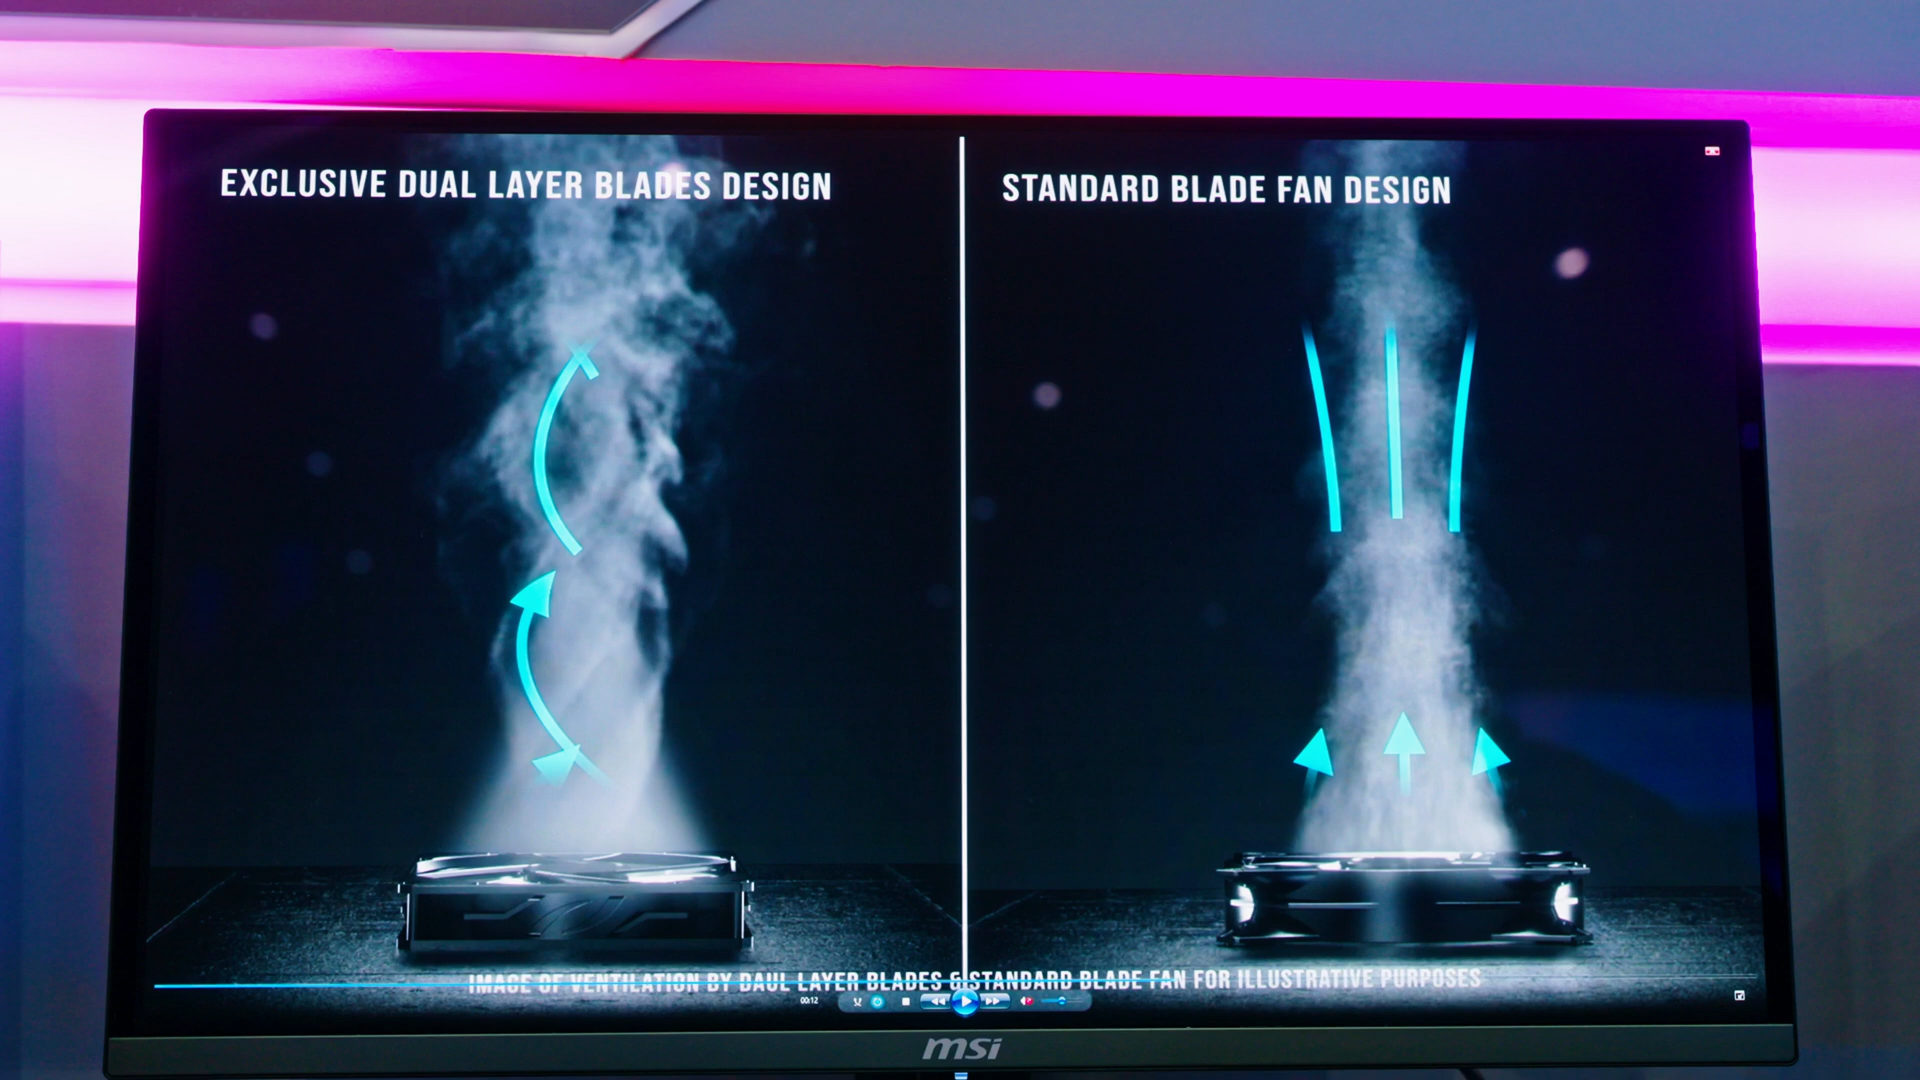 EXCLUSIVE DUAL LAYER BLADES DESIGN
STANDARD BLADE FAN DESIGN
IMAGE OF VENTILATION BY DAUL LAYER BLADES & STANDARD BLADE FAN FOR ILLUSTRATIVE PURPOSES
00:12
msi